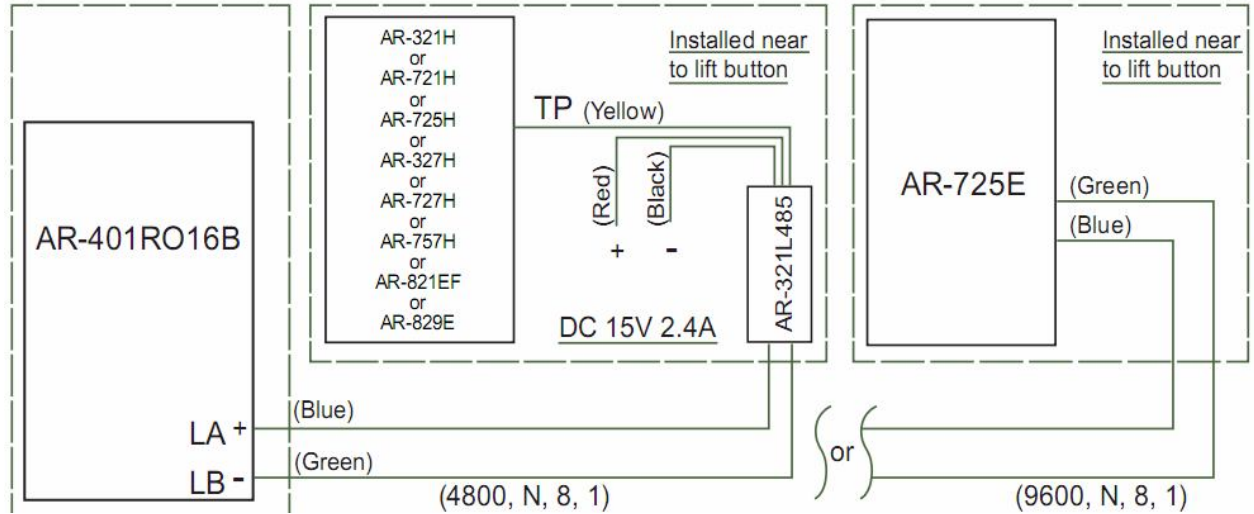 AR-401RO16B
LA +
LB -
AR-321H
or
AR-721H
or
AR-725H
or
AR-327H
or
AR-727H
or
AR-757H
or
AR-821EF
or
AR-829E
Installed near
to lift button
TP (Yellow)
(Red)
(Black)
+ -
DC 15V 2.4A
AR-321L485
Installed near
to lift button
AR-725E
(Green)
(Blue)
(Blue)
(Green)
(4800, N, 8, 1)
or
(9600, N, 8, 1)